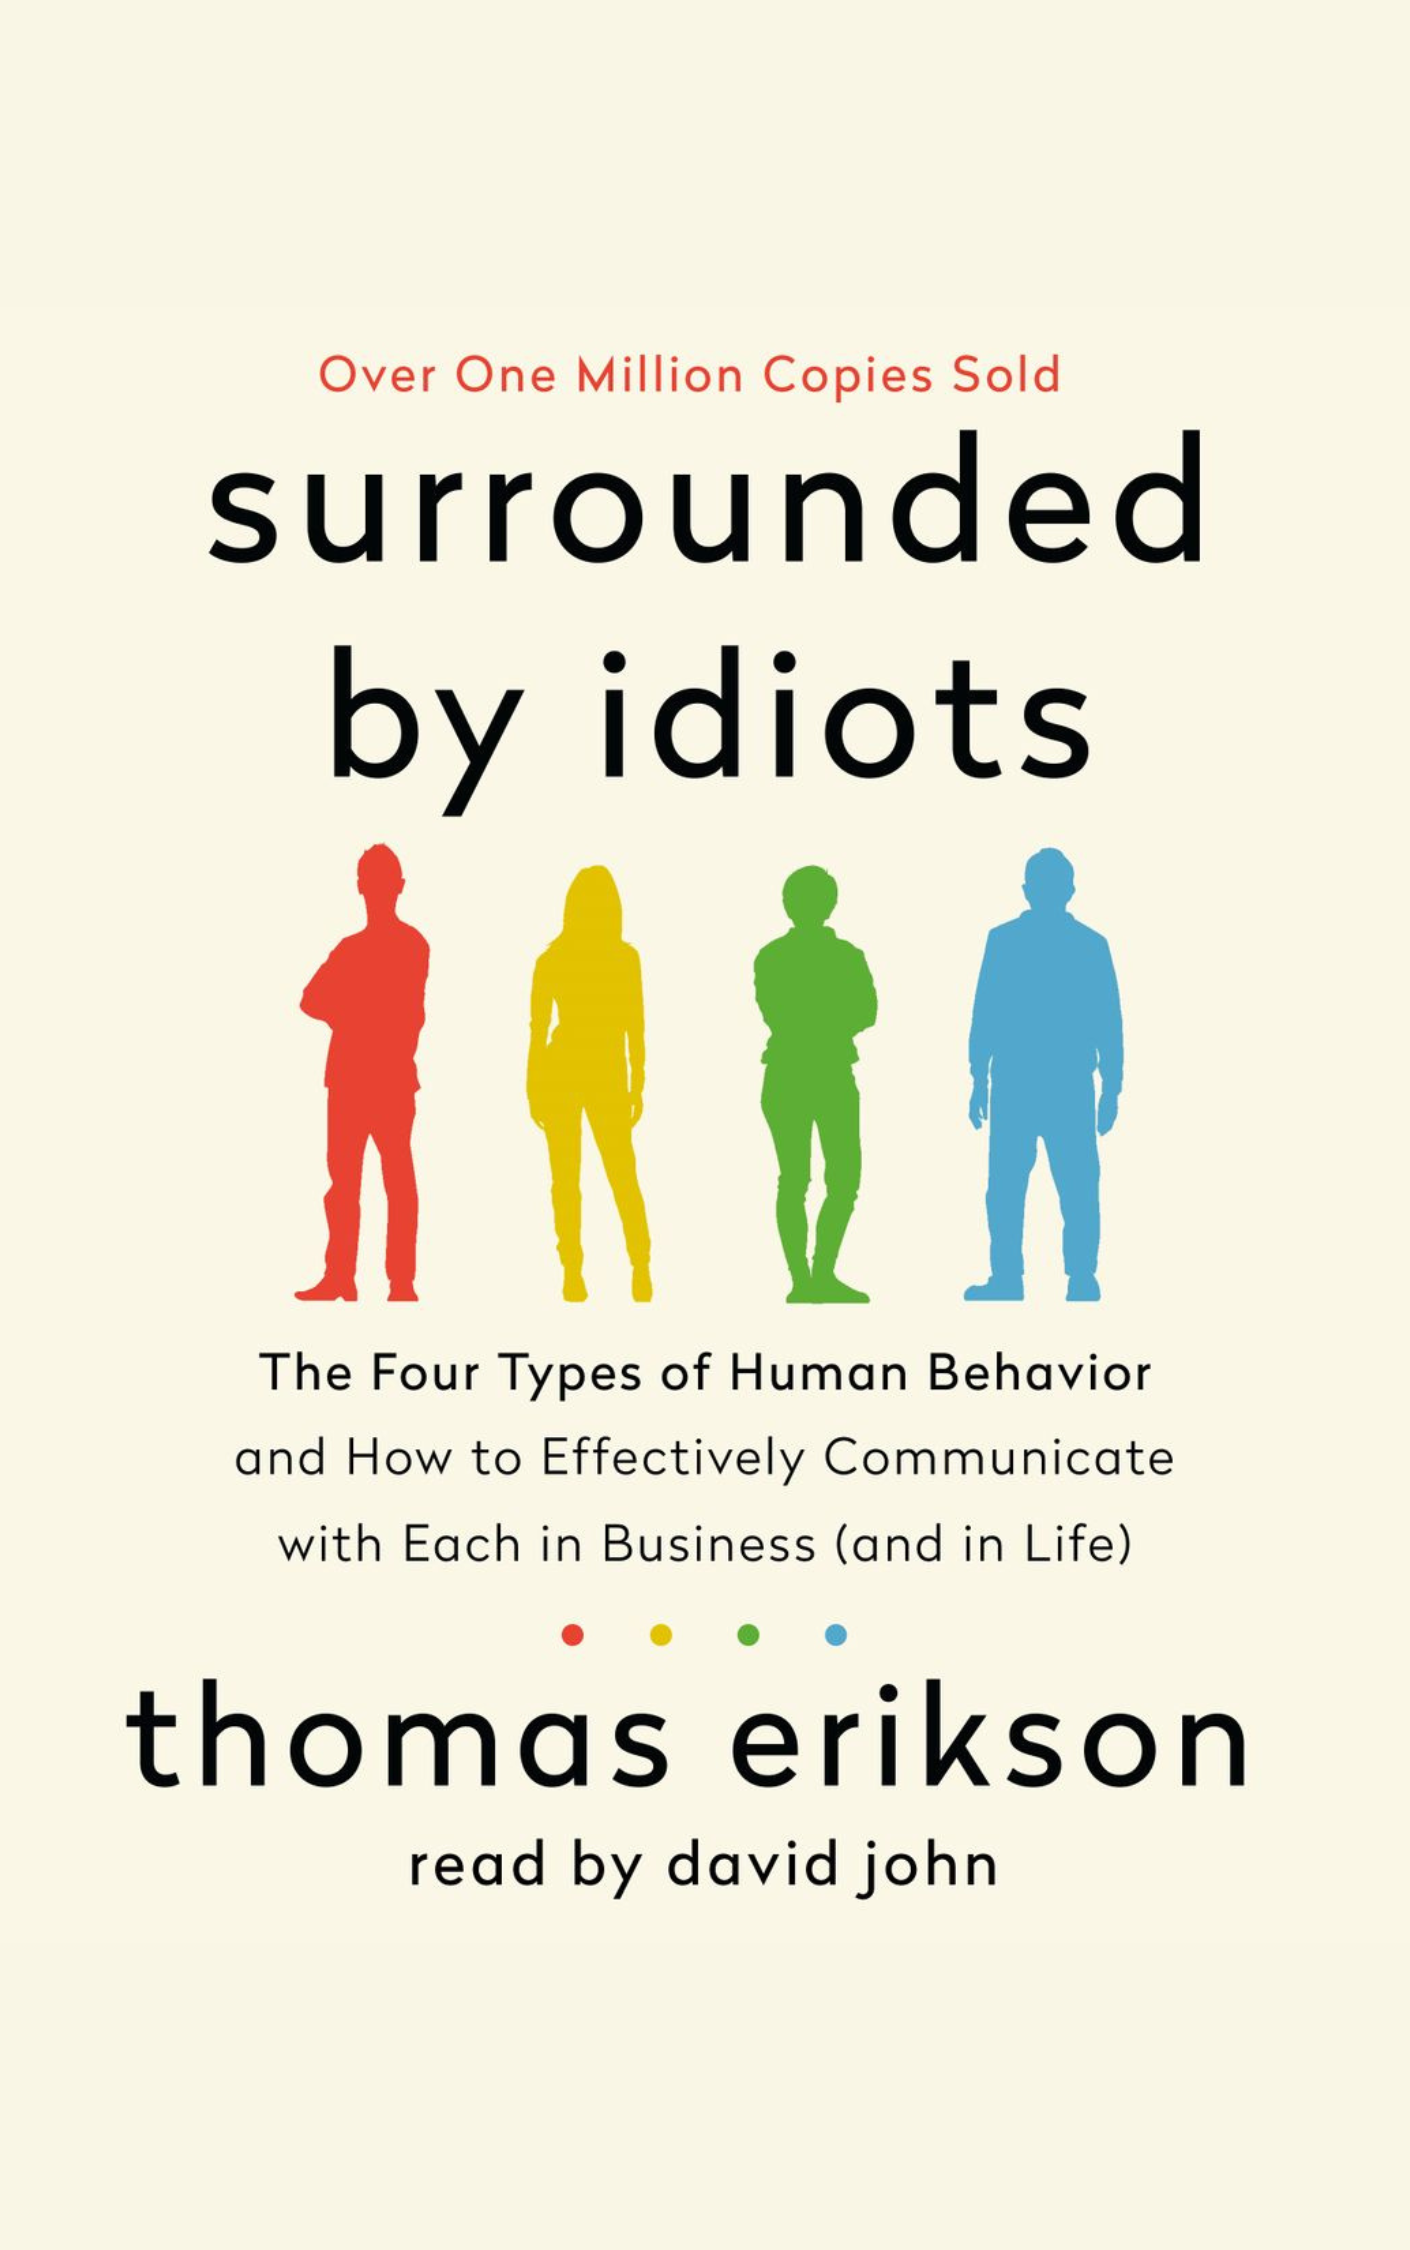 Over One Million Copies Sold
surrounded
by idiots
The Four Types of Human Behavior
and How to Effectively Communicate
with Each in Business (and in Life)
thomas erikson
read by david john